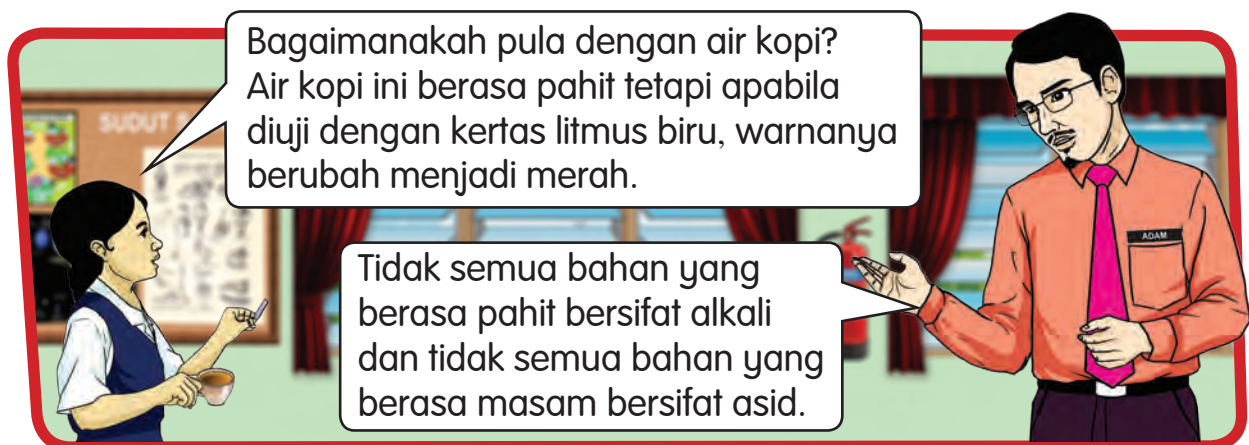 Bagaimanakah pula dengan air kopi?
Air kopi ini berasa pahit tetapi apabila
diuji dengan kertas litmus biru, warnanya
berubah menjadi merah.
SUDUT
Tidak semua bahan yang
berasa pahit bersifat alkali
dan tidak semua bahan yang
berasa masam bersifat asid.
ADAM